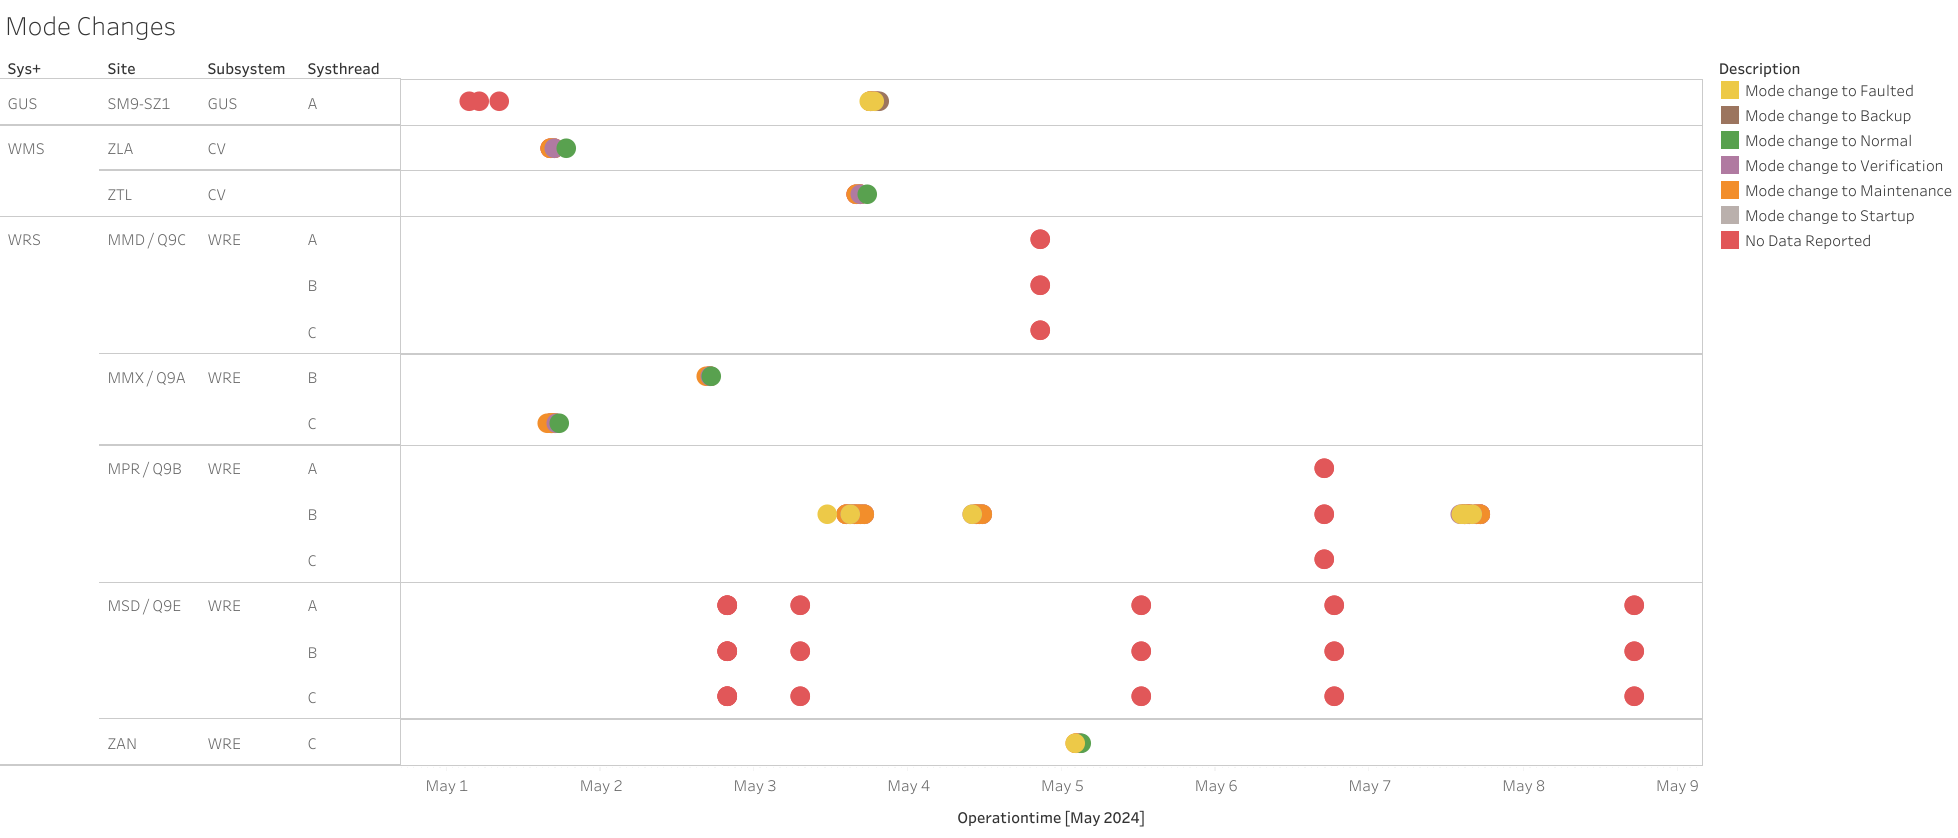 Mode Changes
Sys+ Site Subsystem Systhread
Description
GUS SM9-SZ1 GUS A
Mode change to Faulted
Mode change to Backup
Mode change to Normal
Mode change to Verification
Mode change to Maintenance
Mode change to Startup
No Data Reported
WMS ZLA CV
ZTL CV
WRS MMD / Q9C WRE A
B
C
MMX / Q9A WRE B
C
MPR / Q9B WRE A
B
C
MSD / Q9E WRE A
B
C
ZAN WRE C
May 1 May 2 May 3 May 4 May 5 May 6 May 7 May 8 May 9
Operationtime [May 2024]